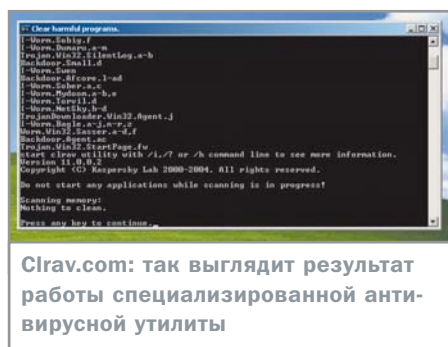 Clear harmful programs.
I-Worm.Sobig.f
I-Worm.Dumaru.a-m
Trojan.Win32.SilentLog.a-b
Backdoor.Small.d
I-Worm.Swen
Backdoor.Afcore.l-ad
I-Worm.Sober.a,c
I-Worm.Mydoom.a-b,e
I-Worm.Torvil.d
I-Worm.NetSky.b-d
TrojanDownloader.Win32.Agent.j
I-Worm.Bagle.a-j,n-r,z
Worm.Win32.Sasser.a-d,f
Backdoor.Agent.ac
Trojan.Win32.StartPage.fw
start clrav utility with /i,/? or /h command line to see more information.
Version 11.0.0.2
Copyright (C) Kaspersky Lab 2000-2004. All rights reserved.
Do not start any applications while scanning is in progress!
Scanning memory:
Nothing to clean.
Press any key to continue.
Clrav.com: так выглядит результат
работы специализированной анти-
вирусной утилиты